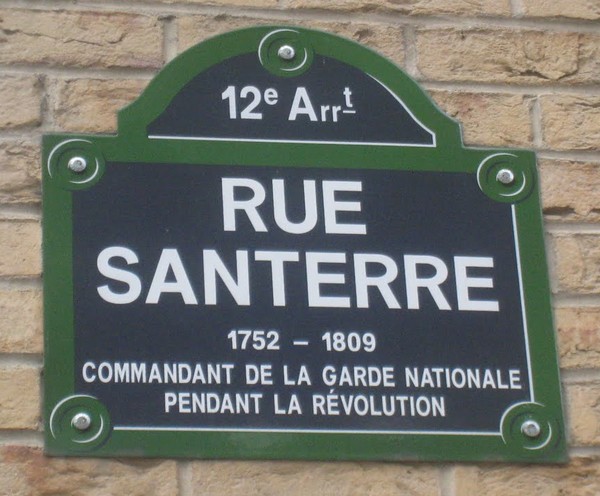 12e Arrt
RUE
SANTERRE
1752 – 1809
COMMANDANT DE LA GARDE NATIONALE
PENDANT LA RÉVOLUTION